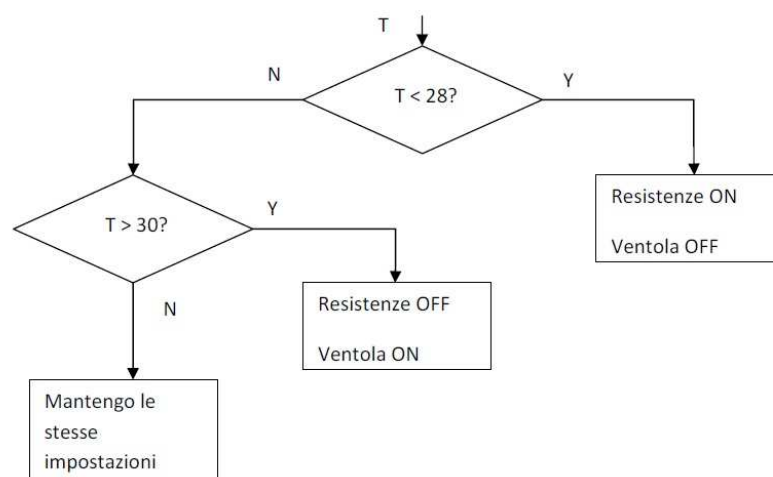 T
N
T < 28?
Y
Resistenze ON
Ventola OFF
T > 30?
Y
Resistenze OFF
Ventola ON
N
Mantengo le
stesse
impostazioni